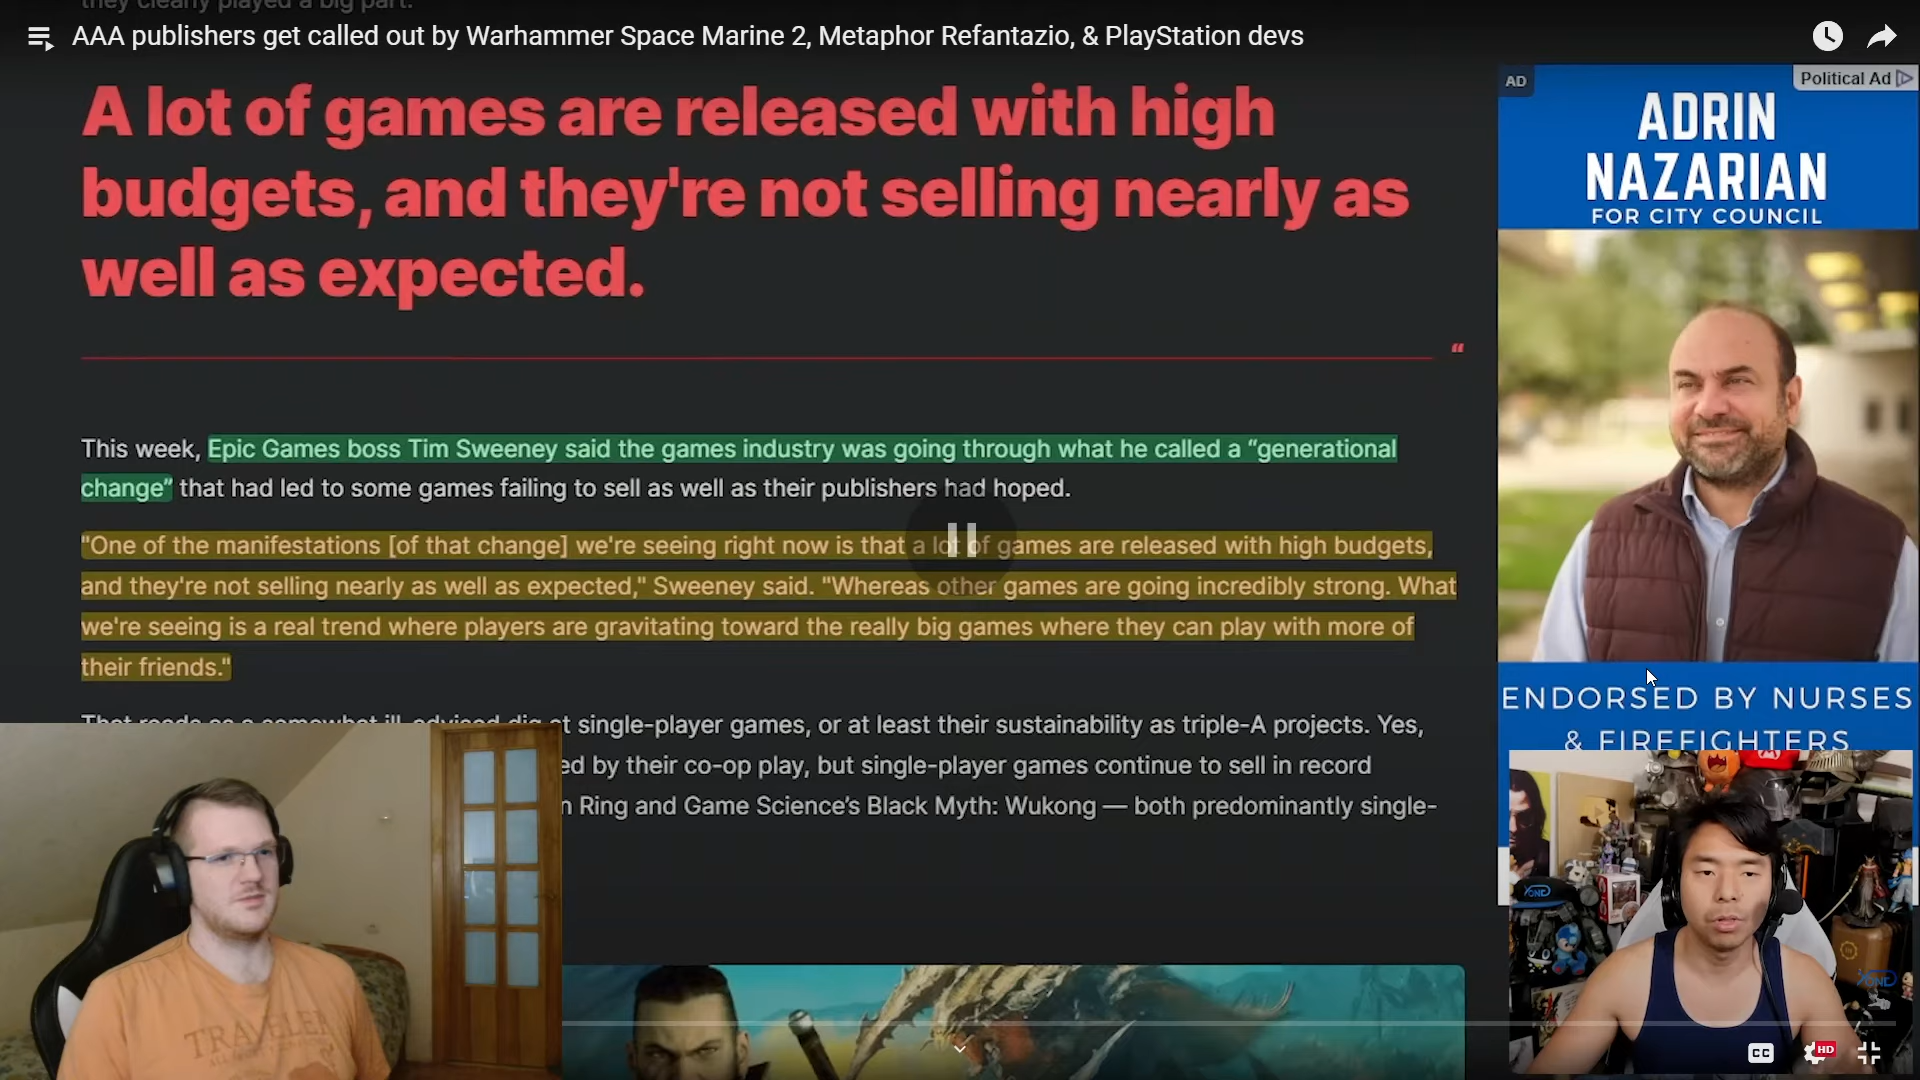 they clearly played a big part.
AAA publishers get called out by Warhammer Space Marine 2, Metaphor Refantazio, & PlayStation devs
A lot of games are released with high
budgets, and they're not selling nearly as
well as expected.
“
This week, Epic Games boss Tim Sweeney said the games industry was going through what he called a “generational
change” that had led to some games failing to sell as well as their publishers had hoped.
"One of the manifestations [of that change] we're seeing right now is that a lot of games are released with high budgets,
and they're not selling nearly as well as expected," Sweeney said. "Whereas other games are going incredibly strong. What
we're seeing is a real trend where players are gravitating toward the really big games where they can play with more of
their friends."
That reads as a somewhat ill-advised dig at single-player games, or at least their sustainability as triple-A projects. Yes,
ed by their co-op play, but single-player games continue to sell in record
n Ring and Game Science’s Black Myth: Wukong — both predominantly single-
AD
Political Ad
ADRIN
NAZARIAN
FOR CITY COUNCIL
ENDORSED BY NURSES
& FIREFIGHTERS
TRAVELER
CC
HD